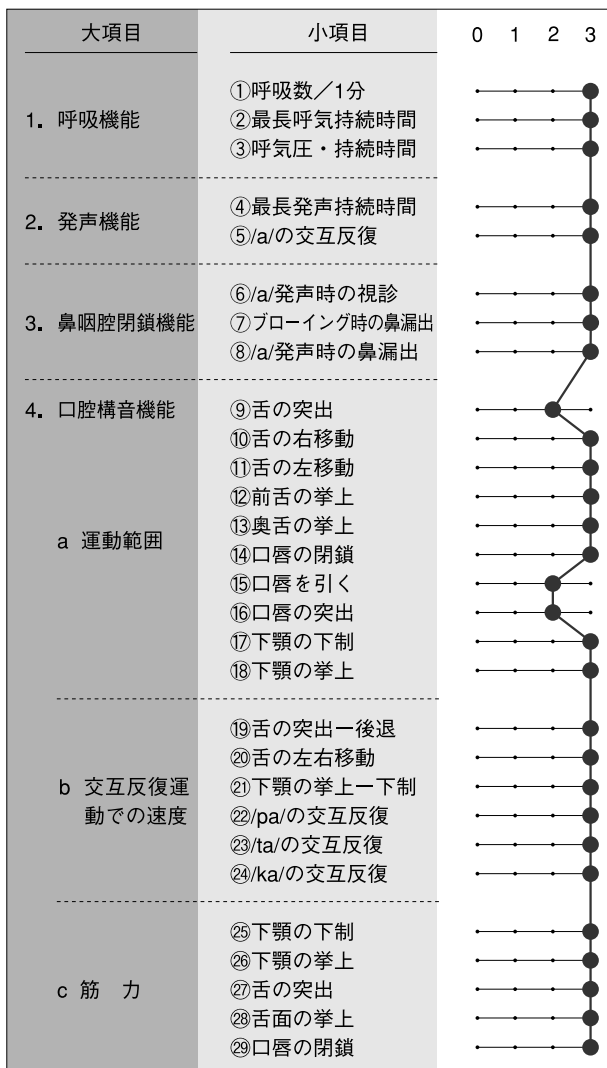 大項目 小項目 0 1 2 3
①呼吸数／1分
1. 呼吸機能 ②最長呼気持続時間
③呼気圧・持続時間
④最長発声持続時間
2. 発声機能
⑤/a/の交互反復
⑥/a/発声時の視診
3. 鼻咽腔閉鎖機能 ⑦ブローイング時の鼻漏出
⑧/a/発声時の鼻漏出
4. 口腔構音機能 ⑨舌の突出
⑩舌の右移動
⑪舌の左移動
⑫前舌の挙上
⑬奥舌の挙上
a 運動範囲
⑭口唇の閉鎖
⑮口唇を引く
⑯口唇の突出
⑰下顎の下制
⑱下顎の挙上
⑲舌の突出ー後退
⑳舌の左右移動
b 交互反復運 ㉑下顎の挙上ー下制
動での速度 ㉒/pa/の交互反復
㉓/ta/の交互反復
㉔/ka/の交互反復
㉕下顎の下制
㉖下顎の挙上
c 筋 力 ㉗舌の突出
㉘舌面の挙上
㉙口唇の閉鎖